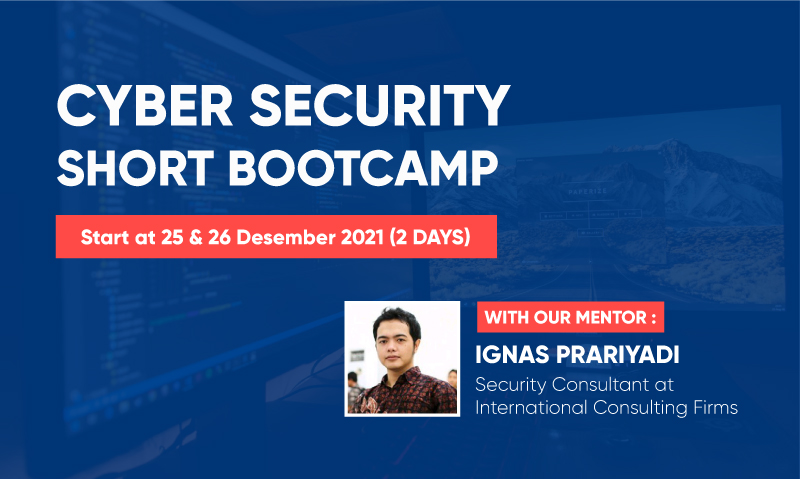 CYBER SECURITY
SHORT BOOTCAMP
Start at 25 & 26 Desember 2021 (2 DAYS)
WITH OUR MENTOR :
IGNAS PRARIYADI
Security Consultant at
International Consulting Firms